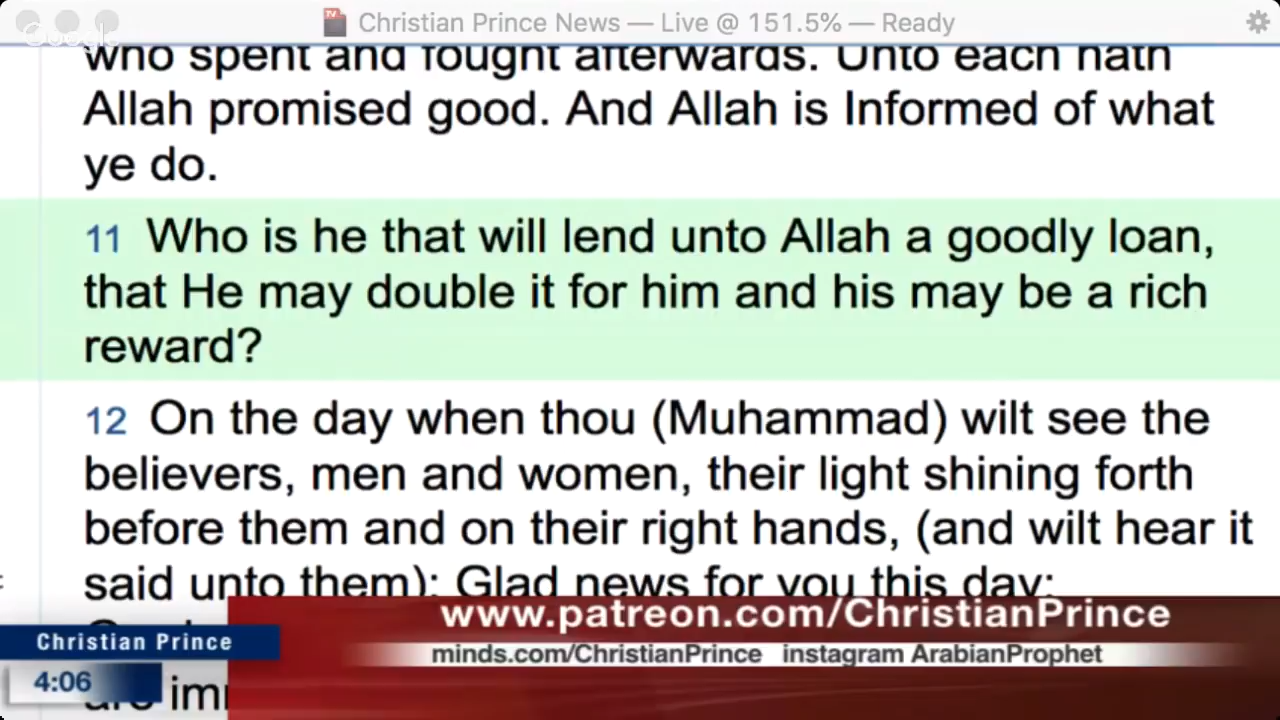 Christian Prince News — Live @ 151.5% — Ready
Google
who spent and fought afterwards. Unto each hath
Allah promised good. And Allah is Informed of what
ye do.
11 Who is he that will lend unto Allah a goodly loan,
that He may double it for him and his may be a rich
reward?
12 On the day when thou (Muhammad) wilt see the
believers, men and women, their light shining forth
before them and on their right hands, (and wilt hear it
said unto them): Glad news for you this day:
www.patreon.com/ChristianPrince
Christian Prince
minds.com/ChristianPrince instagram ArabianProphet
4:06
are